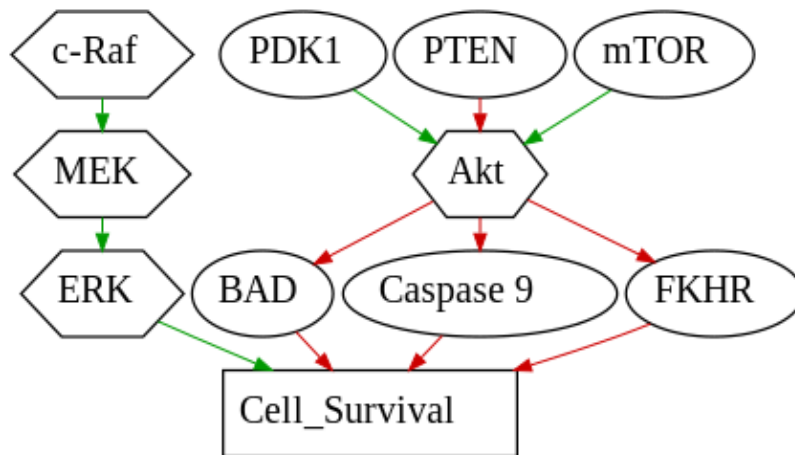 c-Raf PDK1 PTEN mTOR
MEK Akt
ERK BAD Caspase 9 FKHR
Cell_Survival